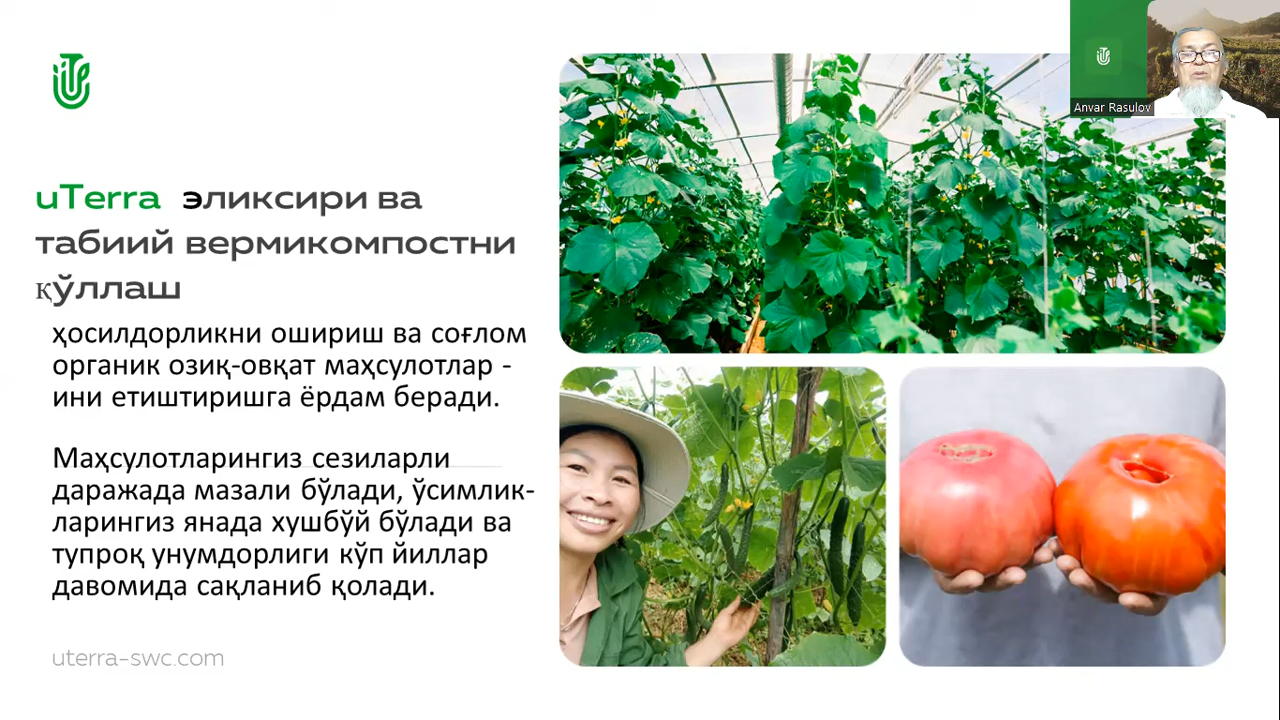 uTerra эликсири ва
табиий вермикомпостни
қўллаш
ҳосилдорликни ошириш ва соғлом
органик озиқ-овқат маҳсулотлар -
ини етиштиришга ёрдам беради.
Маҳсулотларингиз сезиларли
даражада мазали бўлади, ўсимлик-
ларингиз янада хушбўй бўлади ва
тупроқ унумдорлиги кўп йиллар
давомида сақланиб қолади.
uterra-swc.com
Anvar Rasulov